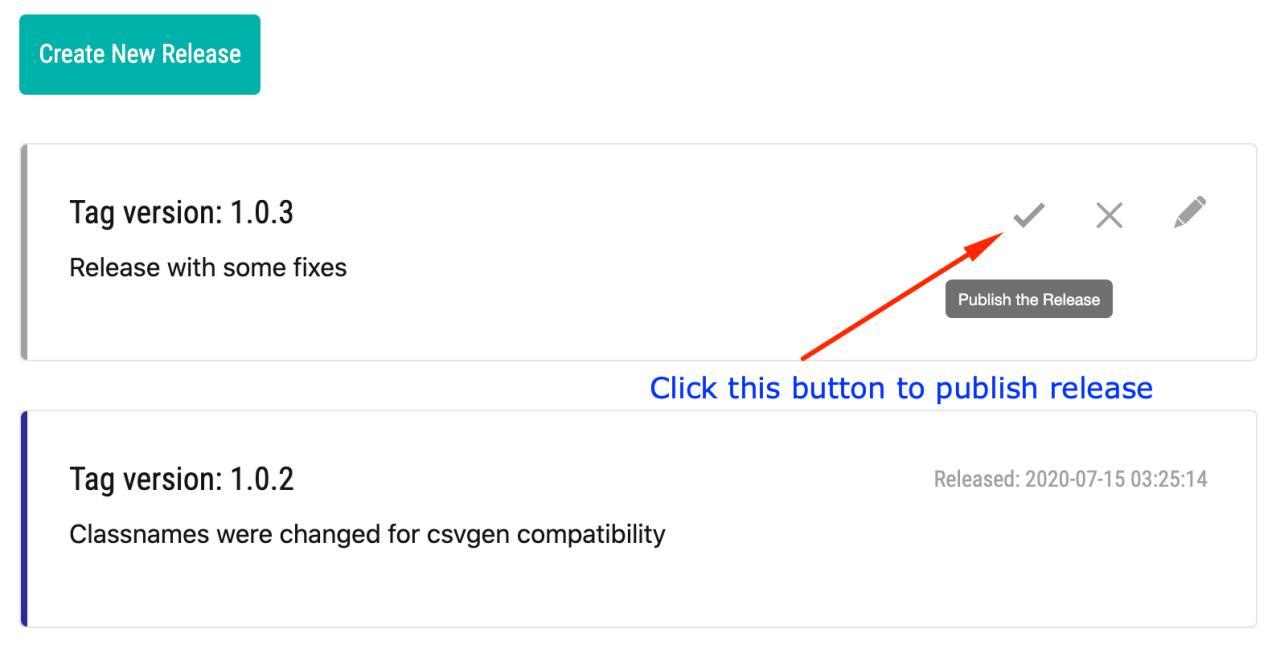 Create New Release
Tag version: 1.0.3
Release with some fixes
Publish the Release
Click this button to publish release
Tag version: 1.0.2
Released: 2020-07-15 03:25:14
Classnames were changed for csvgen compatibility